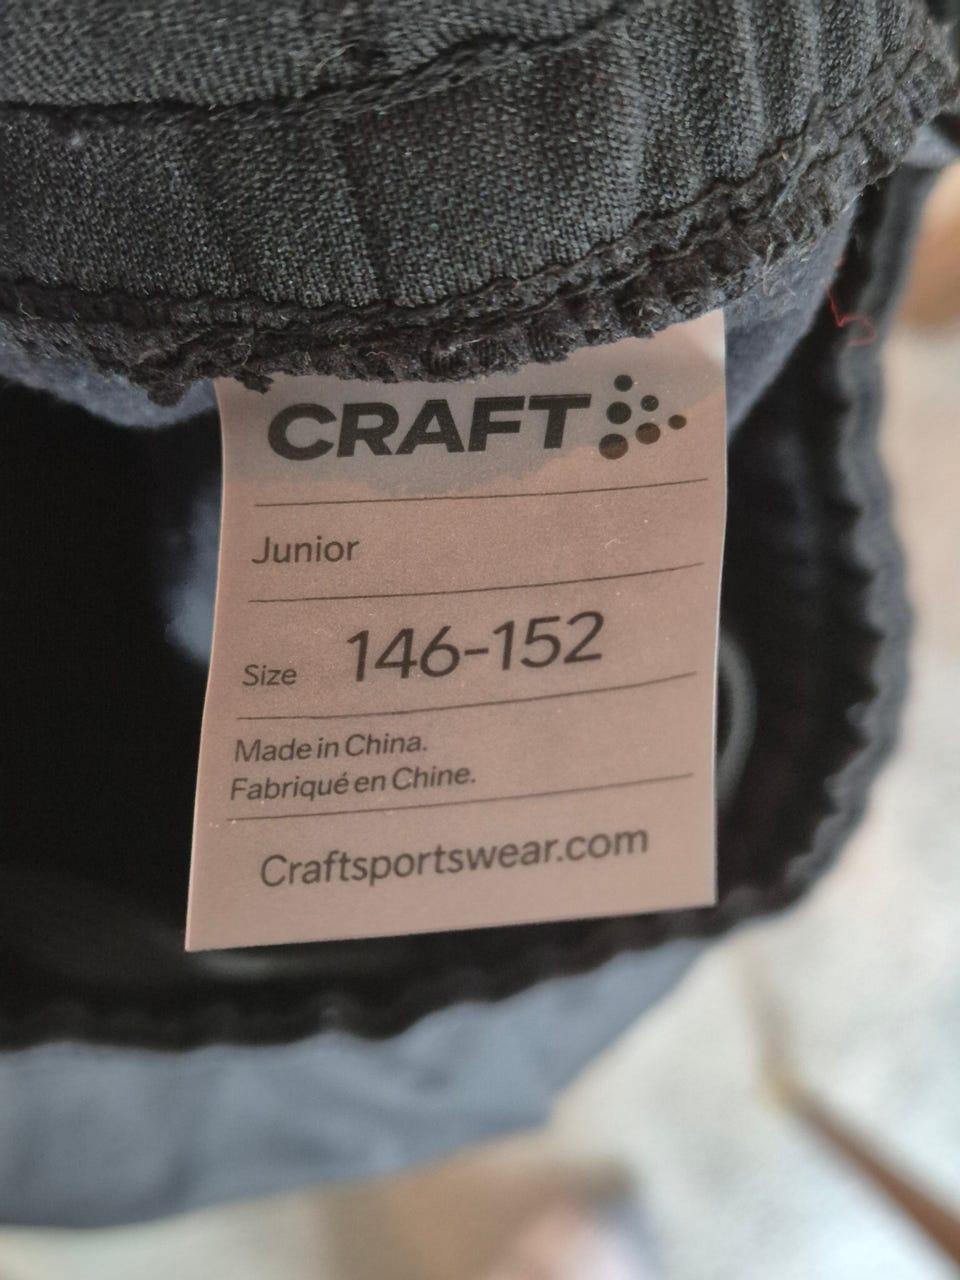 CRAFT
Junior
Size 146-152
Made in China.
Fabriqué en Chine.
Craftsportswear.com